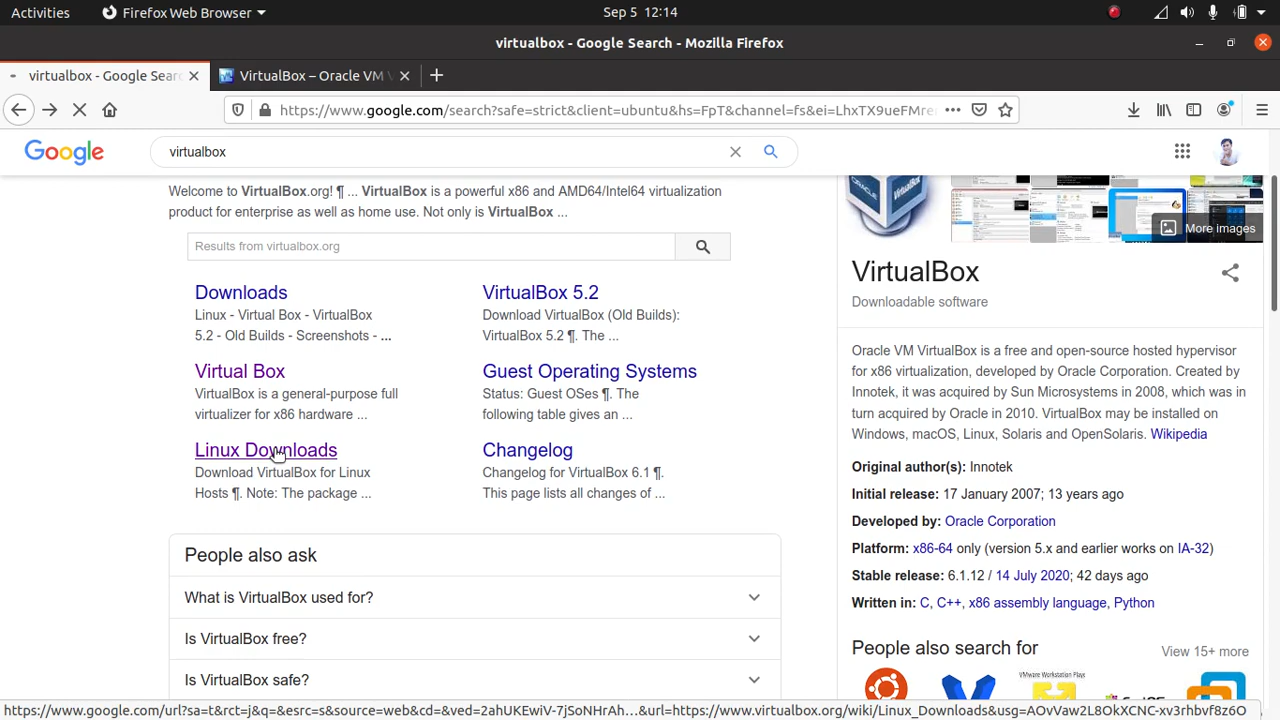 Activities Firefox Web Browser Sep 5 12:14
virtualbox - Google Search - Mozilla Firefox
virtualbox - Google Sear VirtualBox – Oracle VM V
https://www.google.com/search?safe=strict&client=ubuntu&hs=FpT&channel=fs&ei=LhxTX9ueFMre
Google virtualbox
Welcome to VirtualBox.org! ¶ ... VirtualBox is a powerful x86 and AMD64/Intel64 virtualization
product for enterprise as well as home use. Not only is VirtualBox ...
Results from virtualbox.org
Downloads
Linux - Virtual Box - VirtualBox
5.2 - Old Builds - Screenshots - ...
VirtualBox 5.2
Download VirtualBox (Old Builds):
VirtualBox 5.2 ¶. The ...
Virtual Box
VirtualBox is a general-purpose full
virtualizer for x86 hardware ...
Guest Operating Systems
Status: Guest OSes ¶. The
following table gives an ...
Linux Downloads
Download VirtualBox for Linux
Hosts ¶. Note: The package ...
Changelog
Changelog for VirtualBox 6.1 ¶.
This page lists all changes of ...
People also ask
What is VirtualBox used for?
Is VirtualBox free?
Is VirtualBox safe?
More images
VirtualBox
Downloadable software
Oracle VM VirtualBox is a free and open-source hosted hypervisor
for x86 virtualization, developed by Oracle Corporation. Created by
Innotek, it was acquired by Sun Microsystems in 2008, which was in
turn acquired by Oracle in 2010. VirtualBox may be installed on
Windows, macOS, Linux, Solaris and OpenSolaris. Wikipedia
Original author(s): Innotek
Initial release: 17 January 2007; 13 years ago
Developed by: Oracle Corporation
Platform: x86-64 only (version 5.x and earlier works on IA-32)
Stable release: 6.1.12 / 14 July 2020; 42 days ago
Written in: C, C++, x86 assembly language, Python
People also search for View 15+ more
VMware Workstation Player
https://www.google.com/url?sa=t&rct=j&q=&esrc=s&source=web&cd=&ved=2ahUKEwiV-7jSoNHrAh…&url=https://www.virtualbox.org/wiki/Linux_Downloads&usg=AOvVaw2L8OkXCNC-xv3rhbvf8z6O